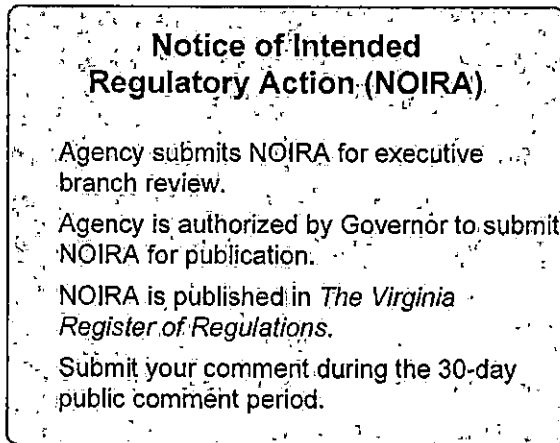 Notice of Intended
Regulatory Action (NOIRA)
Agency submits NOIRA for executive
branch review.
Agency is authorized by Governor to submit
NOIRA for publication.
NOIRA is published in The Virginia
Register of Regulations.
Submit your comment during the 30-day
public comment period.